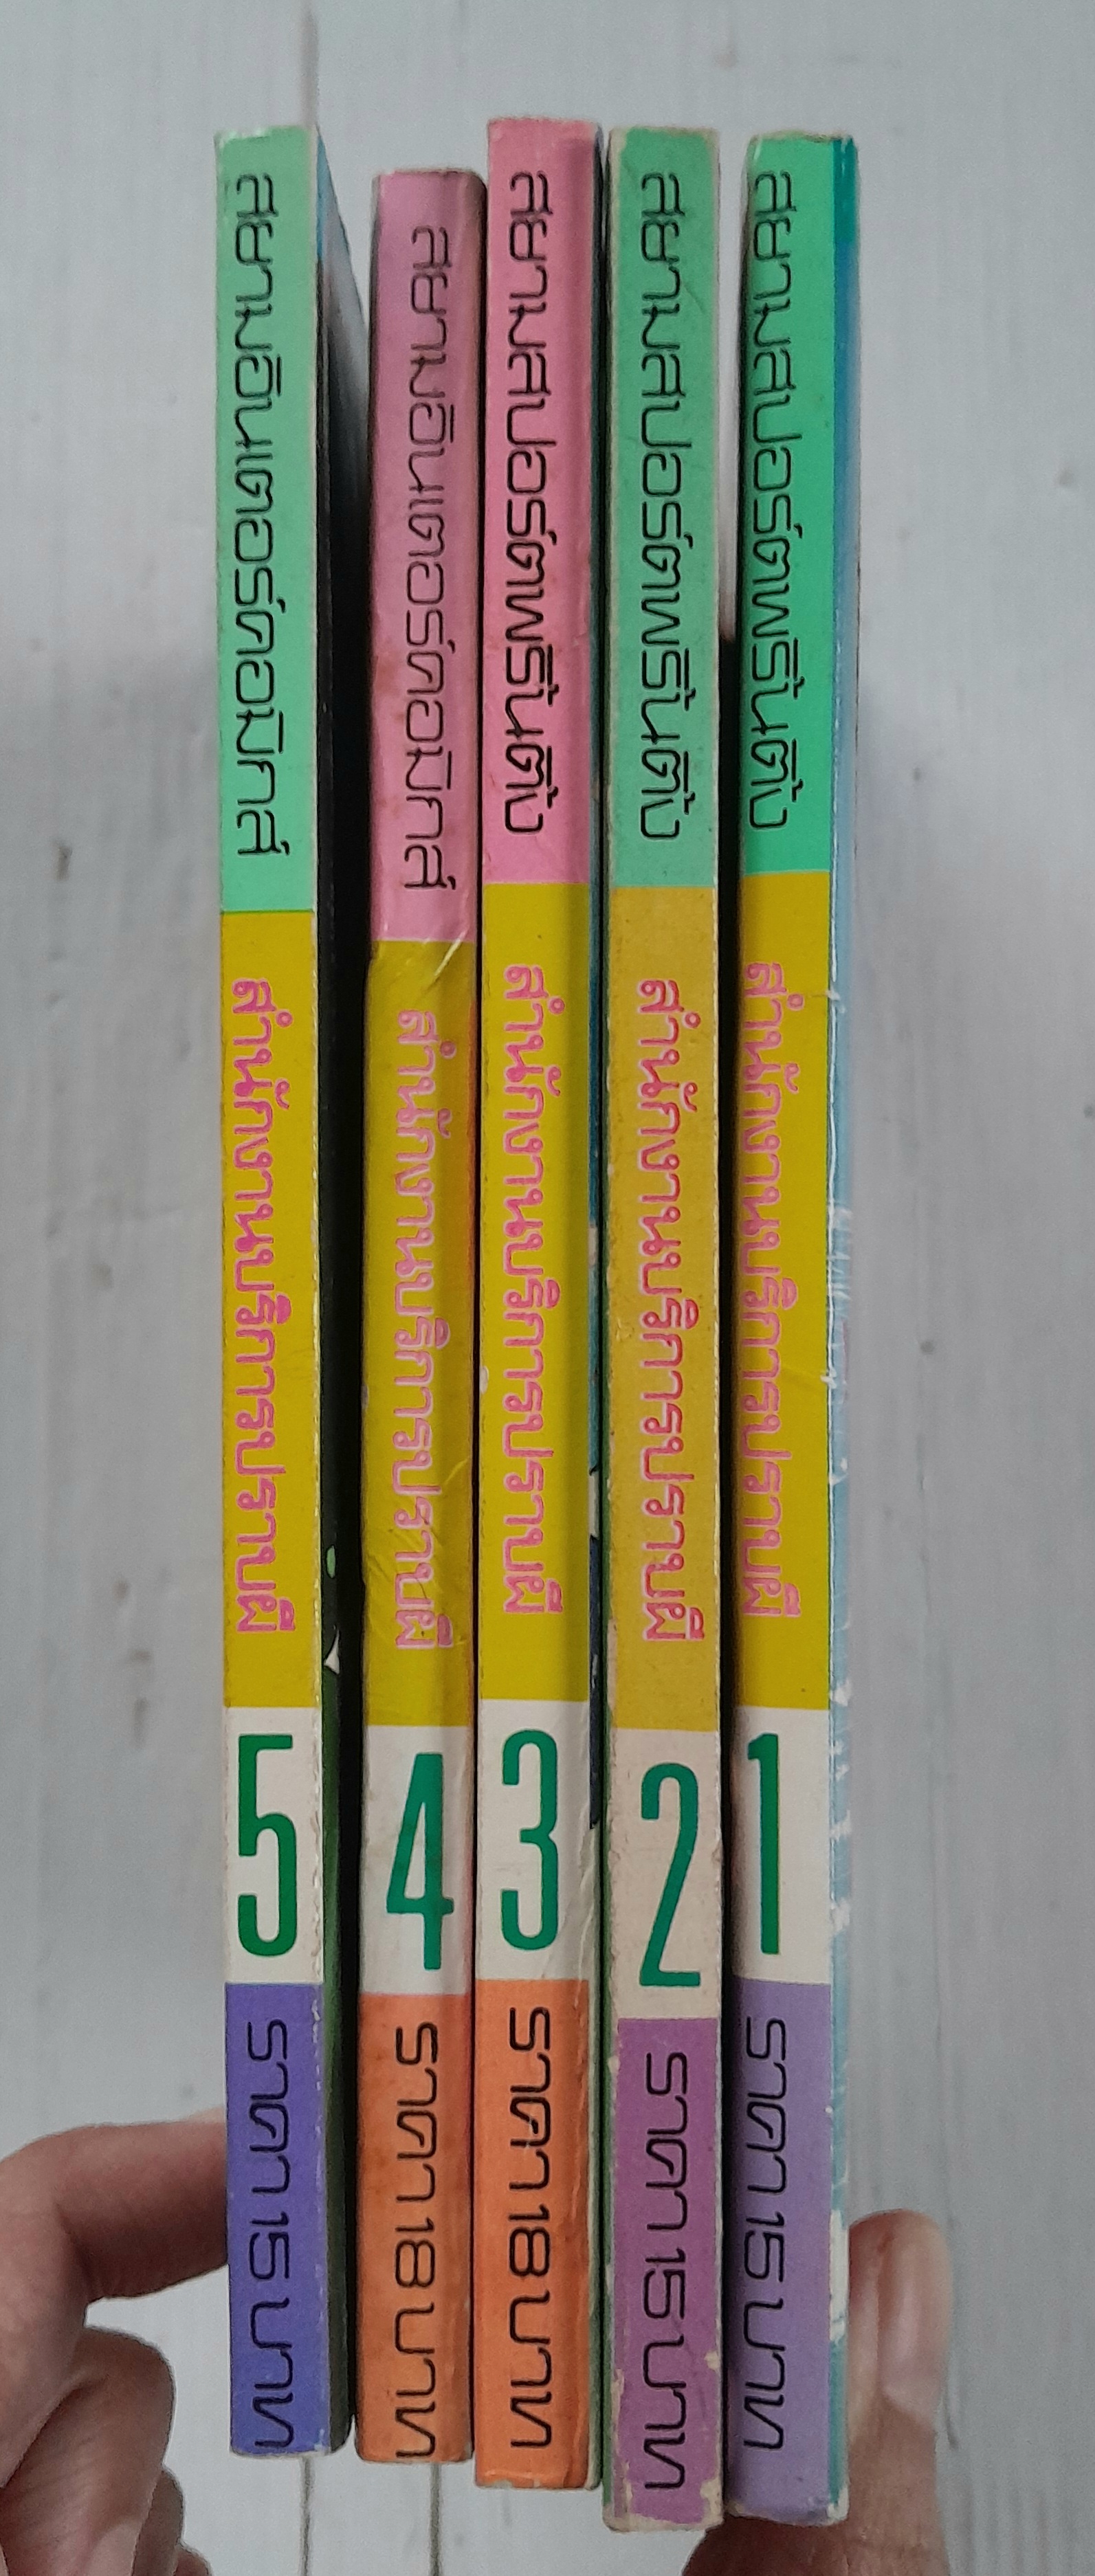 สยามอินเตอร์คอมิกส์
สำนักงานบริการปราบผี
5
ราคา 15 บาท
สยามอินเตอร์คอมิกส์
สำนักงานบริการปราบผี
4
ราคา 18 บาท
สยามสปอร์ตพริ้นติ้ง
สำนักงานบริการปราบผี
3
ราคา 18 บาท
สยามสปอร์ตพริ้นติ้ง
สำนักงานบริการปราบผี
2
ราคา 15 บาท
สยามสปอร์ตพริ้นติ้ง
สำนักงานบริการปราบผี
1
ราคา 15 บาท